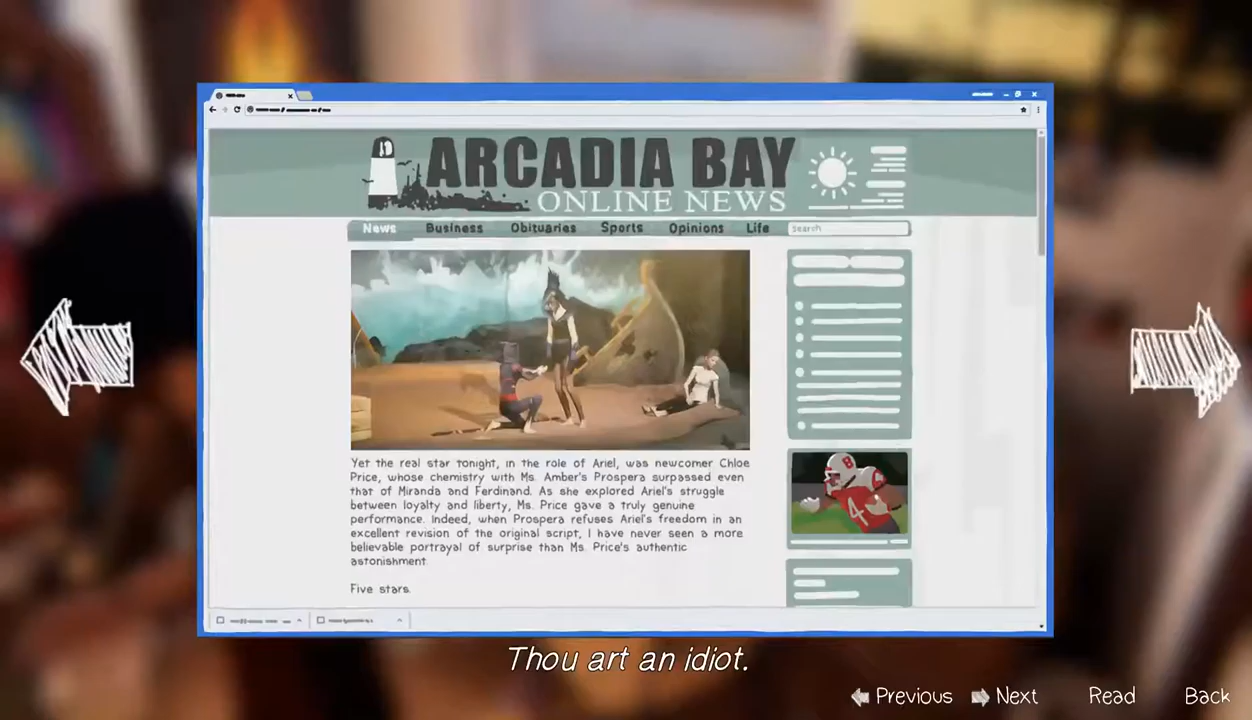 ARCADIA BAY
ONLINE NEWS
News Business Obituaries Sports Opinions Life search
Yet the real star tonight, in the role of Ariel, was newcomer Chloe
Price, whose chemistry with Ms. Amber's Prospera surpassed even
that of Miranda and Ferdinand. As she explored Ariel's struggle
between loyalty and liberty, Ms. Price gave a truly genuine
performance. Indeed, when Prospera refuses Ariel's freedom in an
excellent revision of the original script, I have never seen a more
believable portrayal of surprise than Ms. Price's authentic
astonishment.
Five stars.
B
4
Thou art an idiot.
Previous Next Read Back